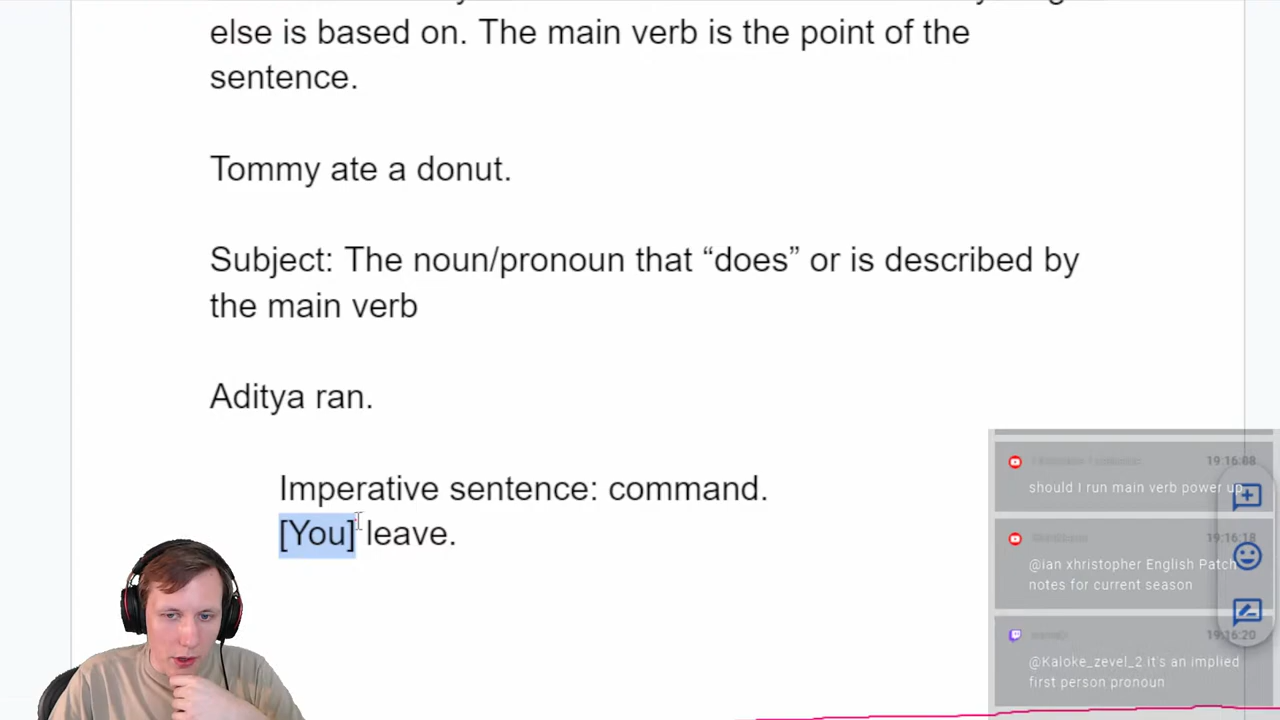 else is based on. The main verb is the point of the
sentence.
Tommy ate a donut.
Subject: The noun/pronoun that “does” or is described by
the main verb
Aditya ran.
Imperative sentence: command.
[You] leave.
19:16:08
should I run main verb power up
19:16:18
@ian xhristopher English Patch
notes for current season
19:16:20
@Kaloke_zevel_2 it's an implied
first person pronoun